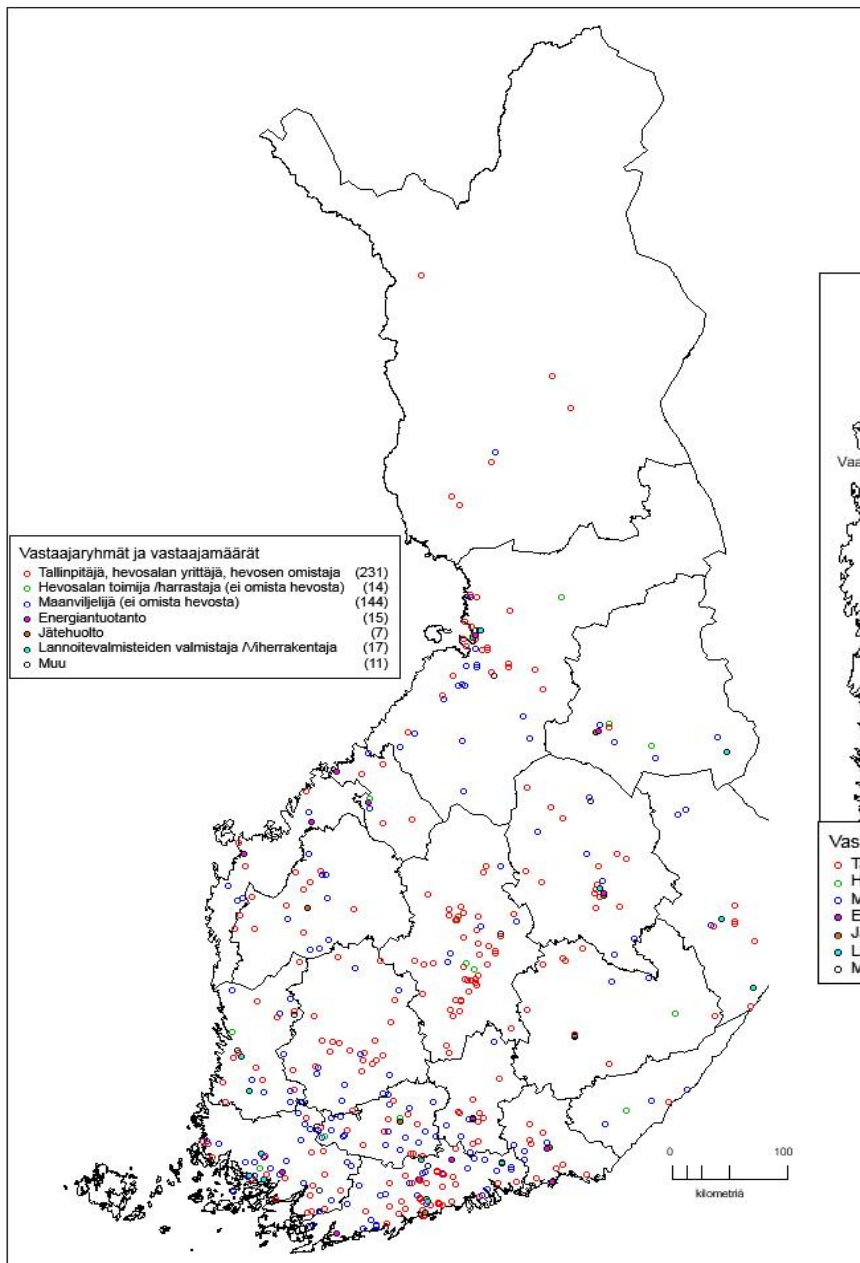 Vastaajaryhmät ja vastaajamäärät
Tallinpitäjä, hevosalan yrittäjä, hevosen omistaja (231)
Hevosalan toimija /harrastaja (ei omista hevosta) (14)
Maanviljelijä (ei omista hevosta) (144)
Energiantuotanto (15)
Jätehuolto (7)
Lannoitevalmisteiden valmistaja /Viherrakentaja (17)
Muu (11)
0 100
kilometriä
Vaa
Vas
T
H
M
E
J
L
M